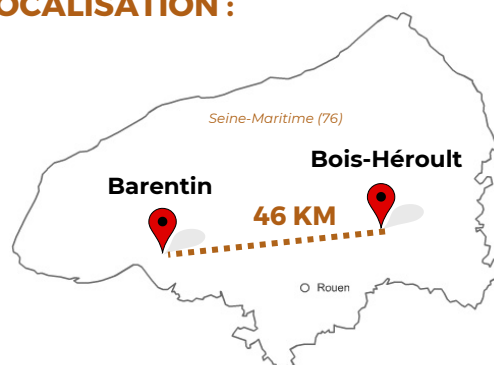 OCALISATION :
Seine-Maritime (76)
Bois-Héroult
Barentin
46 KM
Rouen